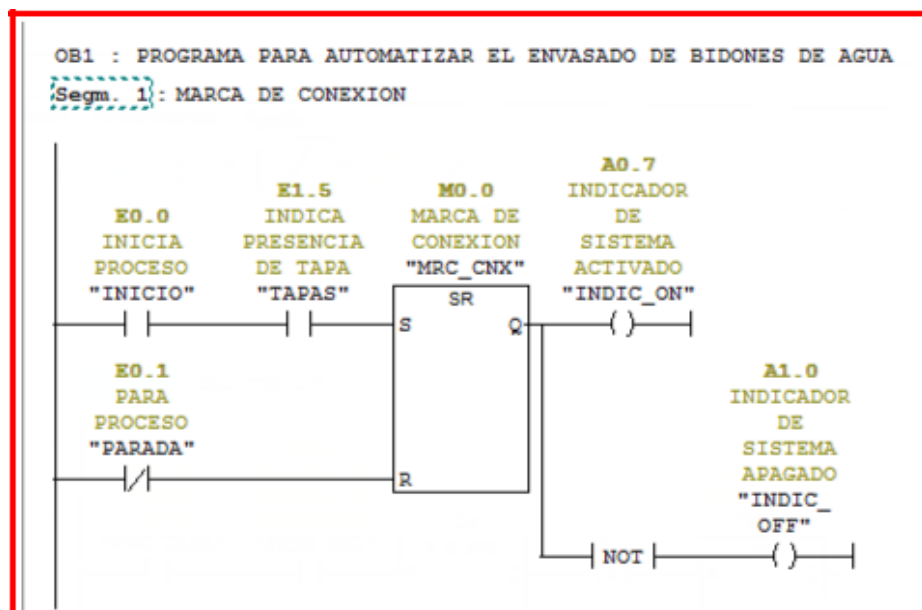 OB1 : PROGRAMA PARA AUTOMATIZAR EL ENVASADO DE BIDONES DE AGUA
Segm. 1: MARCA DE CONEXION
E0.0
INICIA
PROCESO
"INICIO"
E1.5
INDICA
PRESENCIA
DE TAPA
"TAPAS"
M0.0
MARCA DE
CONEXION
"MRC_CNX"
SR
S
Q
R
A0.7
INDICADOR
DE
SISTEMA
ACTIVADO
"INDIC_ON"
E0.1
PARA
PROCESO
"PARADA"
A1.0
INDICADOR
DE
SISTEMA
APAGADO
"INDIC_
OFF"
NOT